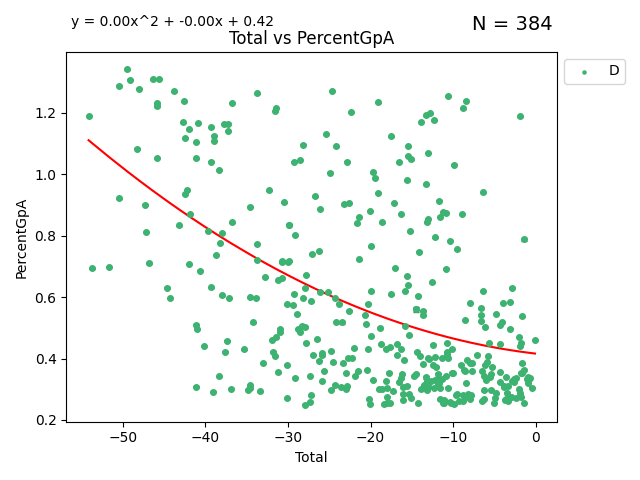 y = 0.00x^2 + -0.00x + 0.42
N = 384
Total vs PercentGpA
D
PercentGpA
1.2
1.0
0.8
0.6
0.4
0.2
−50
−40
−30
−20
−10
0
Total